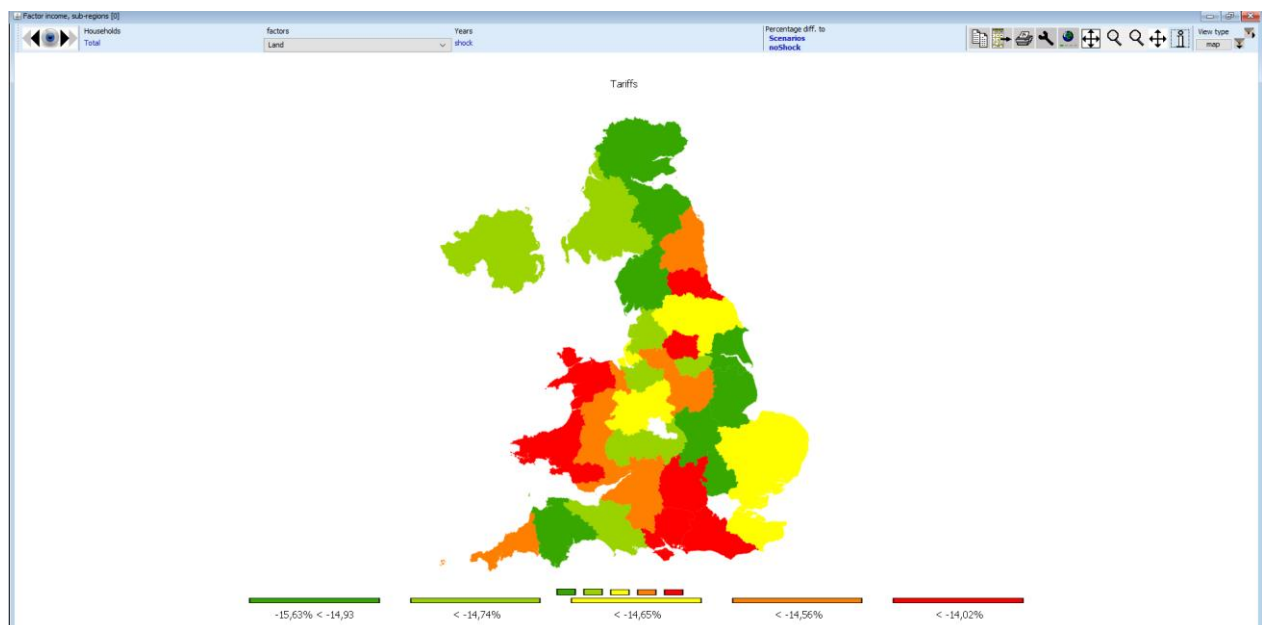 Factor income, sub-regions [0]
Households factors Years Percentage diff. to
Total Land shock Scenarios
noShock
View type
map
Tariffs
-15,63% < -14,93 < -14,74% < -14,65% < -14,56% < -14,02%